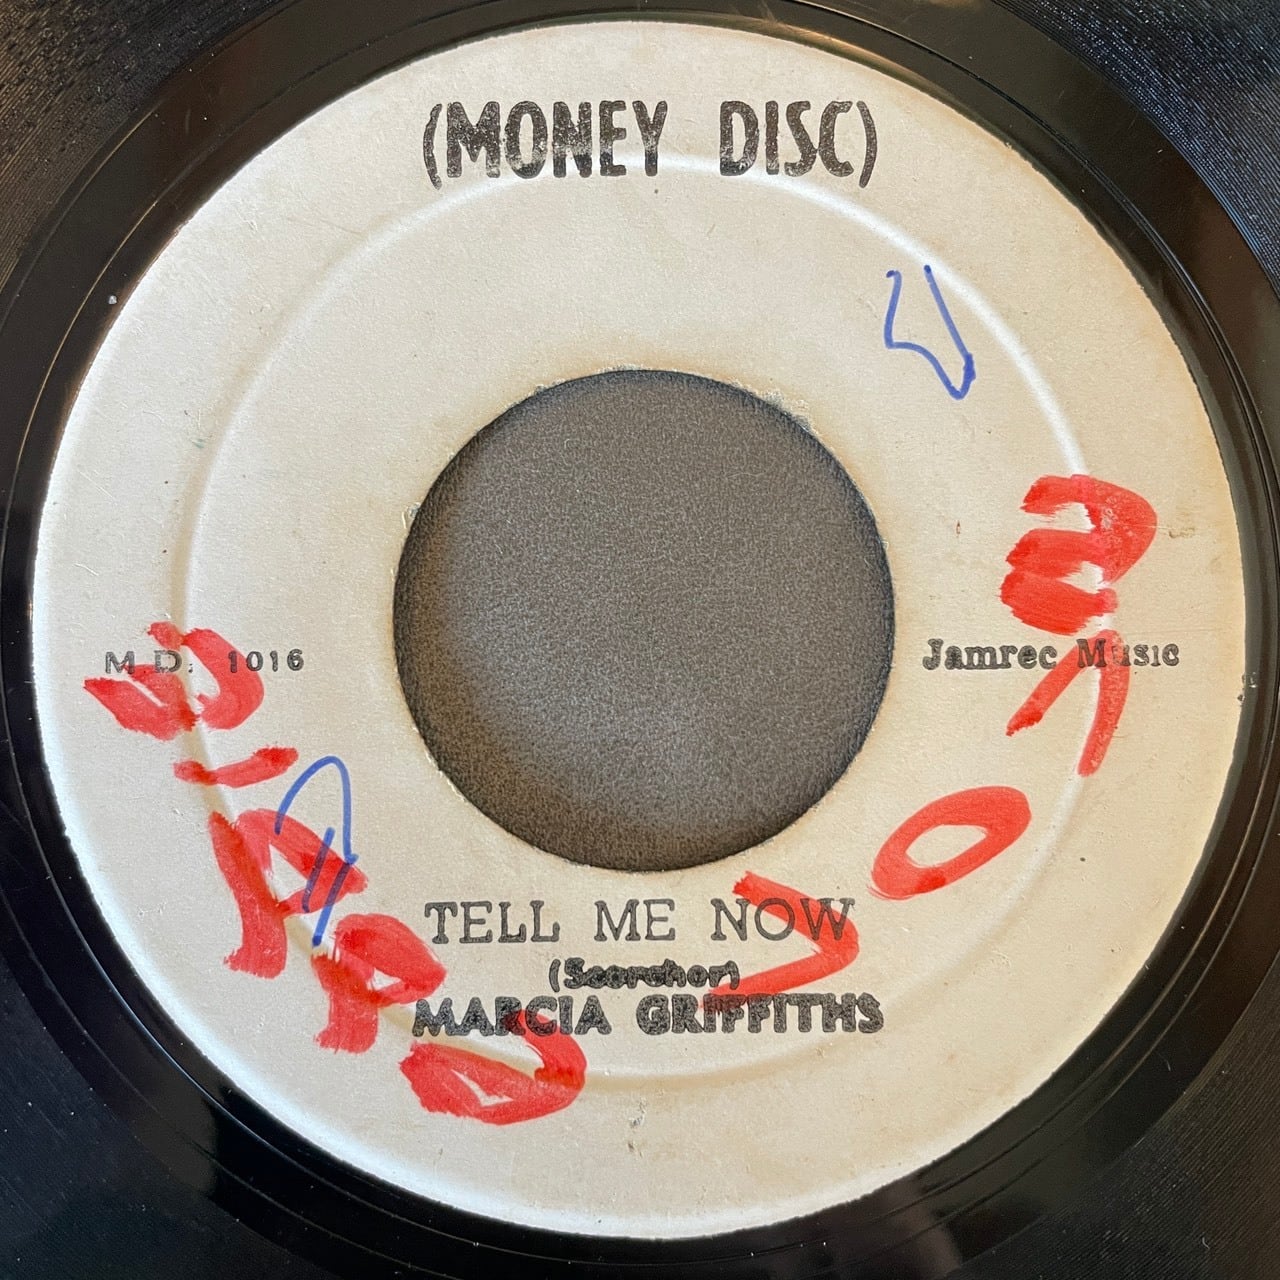 (MONEY DISC)
M D. 1016
Jamrec Music
TELL ME NOW
(Scorcher)
MARCIA GRIFFITHS